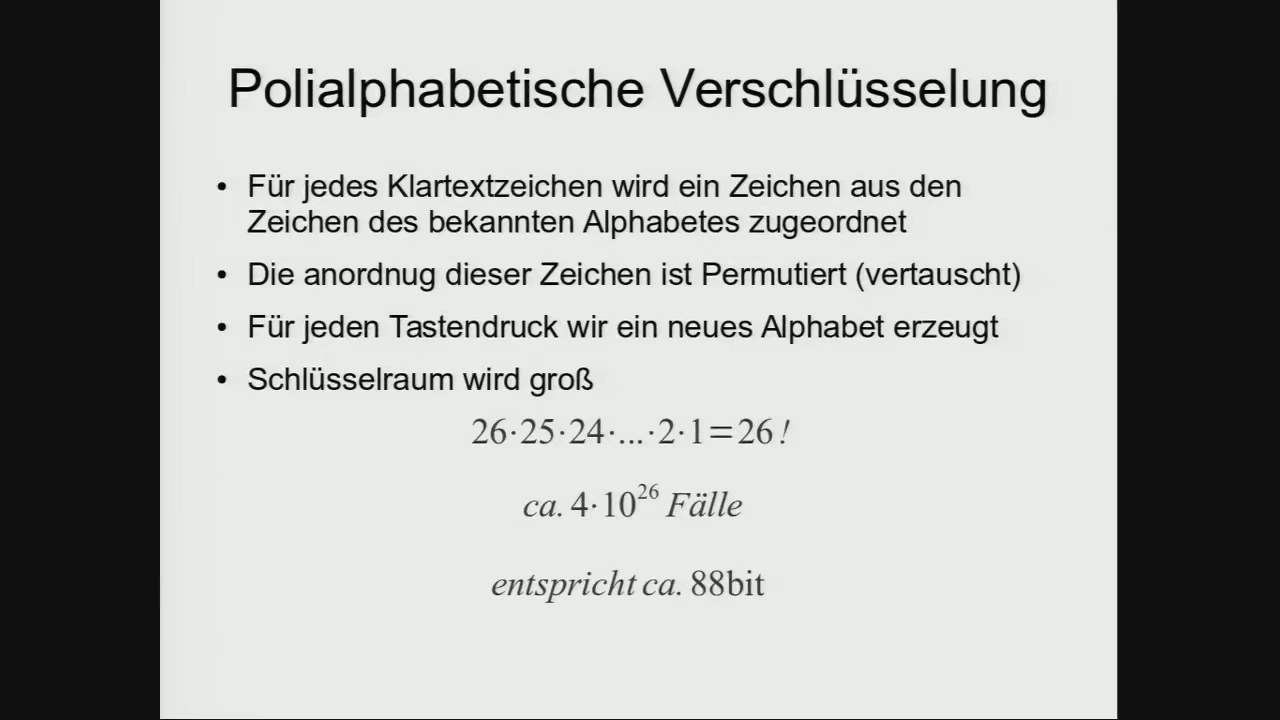 Polialphabetische Verschlüsselung
• Für jedes Klartextzeichen wird ein Zeichen aus den
Zeichen des bekannten Alphabetes zugeordnet
• Die anordnug dieser Zeichen ist Permutiert (vertauscht)
• Für jeden Tastendruck wir ein neues Alphabet erzeugt
• Schlüsselraum wird groß
26·25·24·...·2·1=26!
ca. 4·10²⁶ Fälle
entspricht ca. 88bit